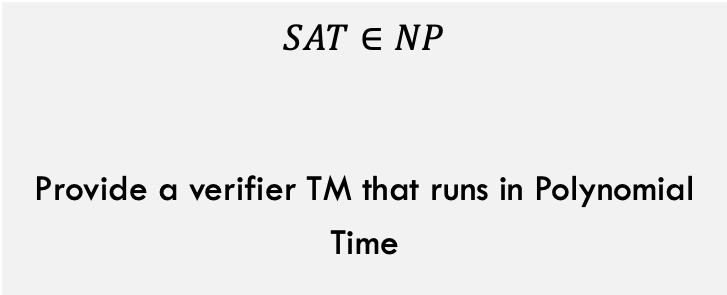 SAT ∈ NP
Provide a verifier TM that runs in Polynomial
Time